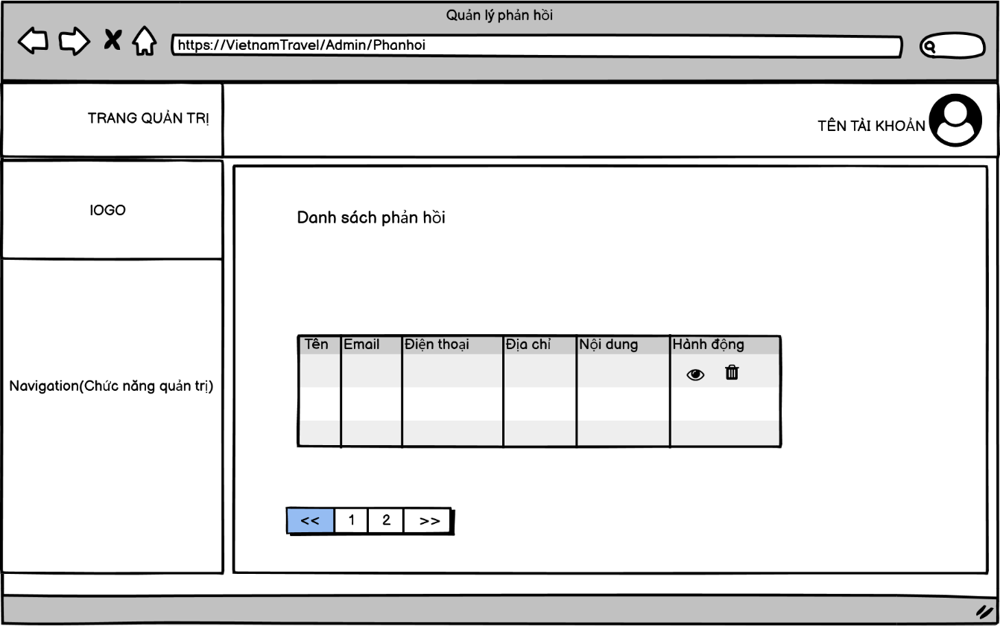 Quản lý phản hồi
https://VietnamTravel/Admin/Phanhoi
TRANG QUẢN TRỊ
TÊN TÀI KHOẢN
lOGO
Danh sách phản hồi
Tên Email Điện thoại Địa chỉ Nội dung Hành động
Navigation(Chức năng quản trị)
<< 1 2 >>